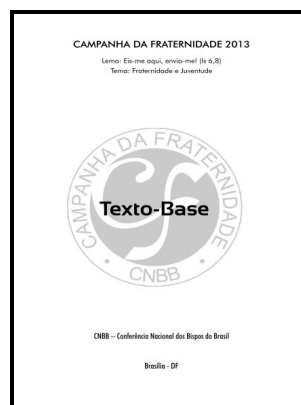 CAMPANHA DA FRATERNIDADE 2013
Lema: Eis-me aqui, envia-me! (Is 6,8)
Tema: Fraternidade e Juventude
CAMPANHA DA FRATERNIDADE
CF
Texto-Base
CNBB
CNBB – Conferência Nacional dos Bispos do Brasil
Brasília - DF